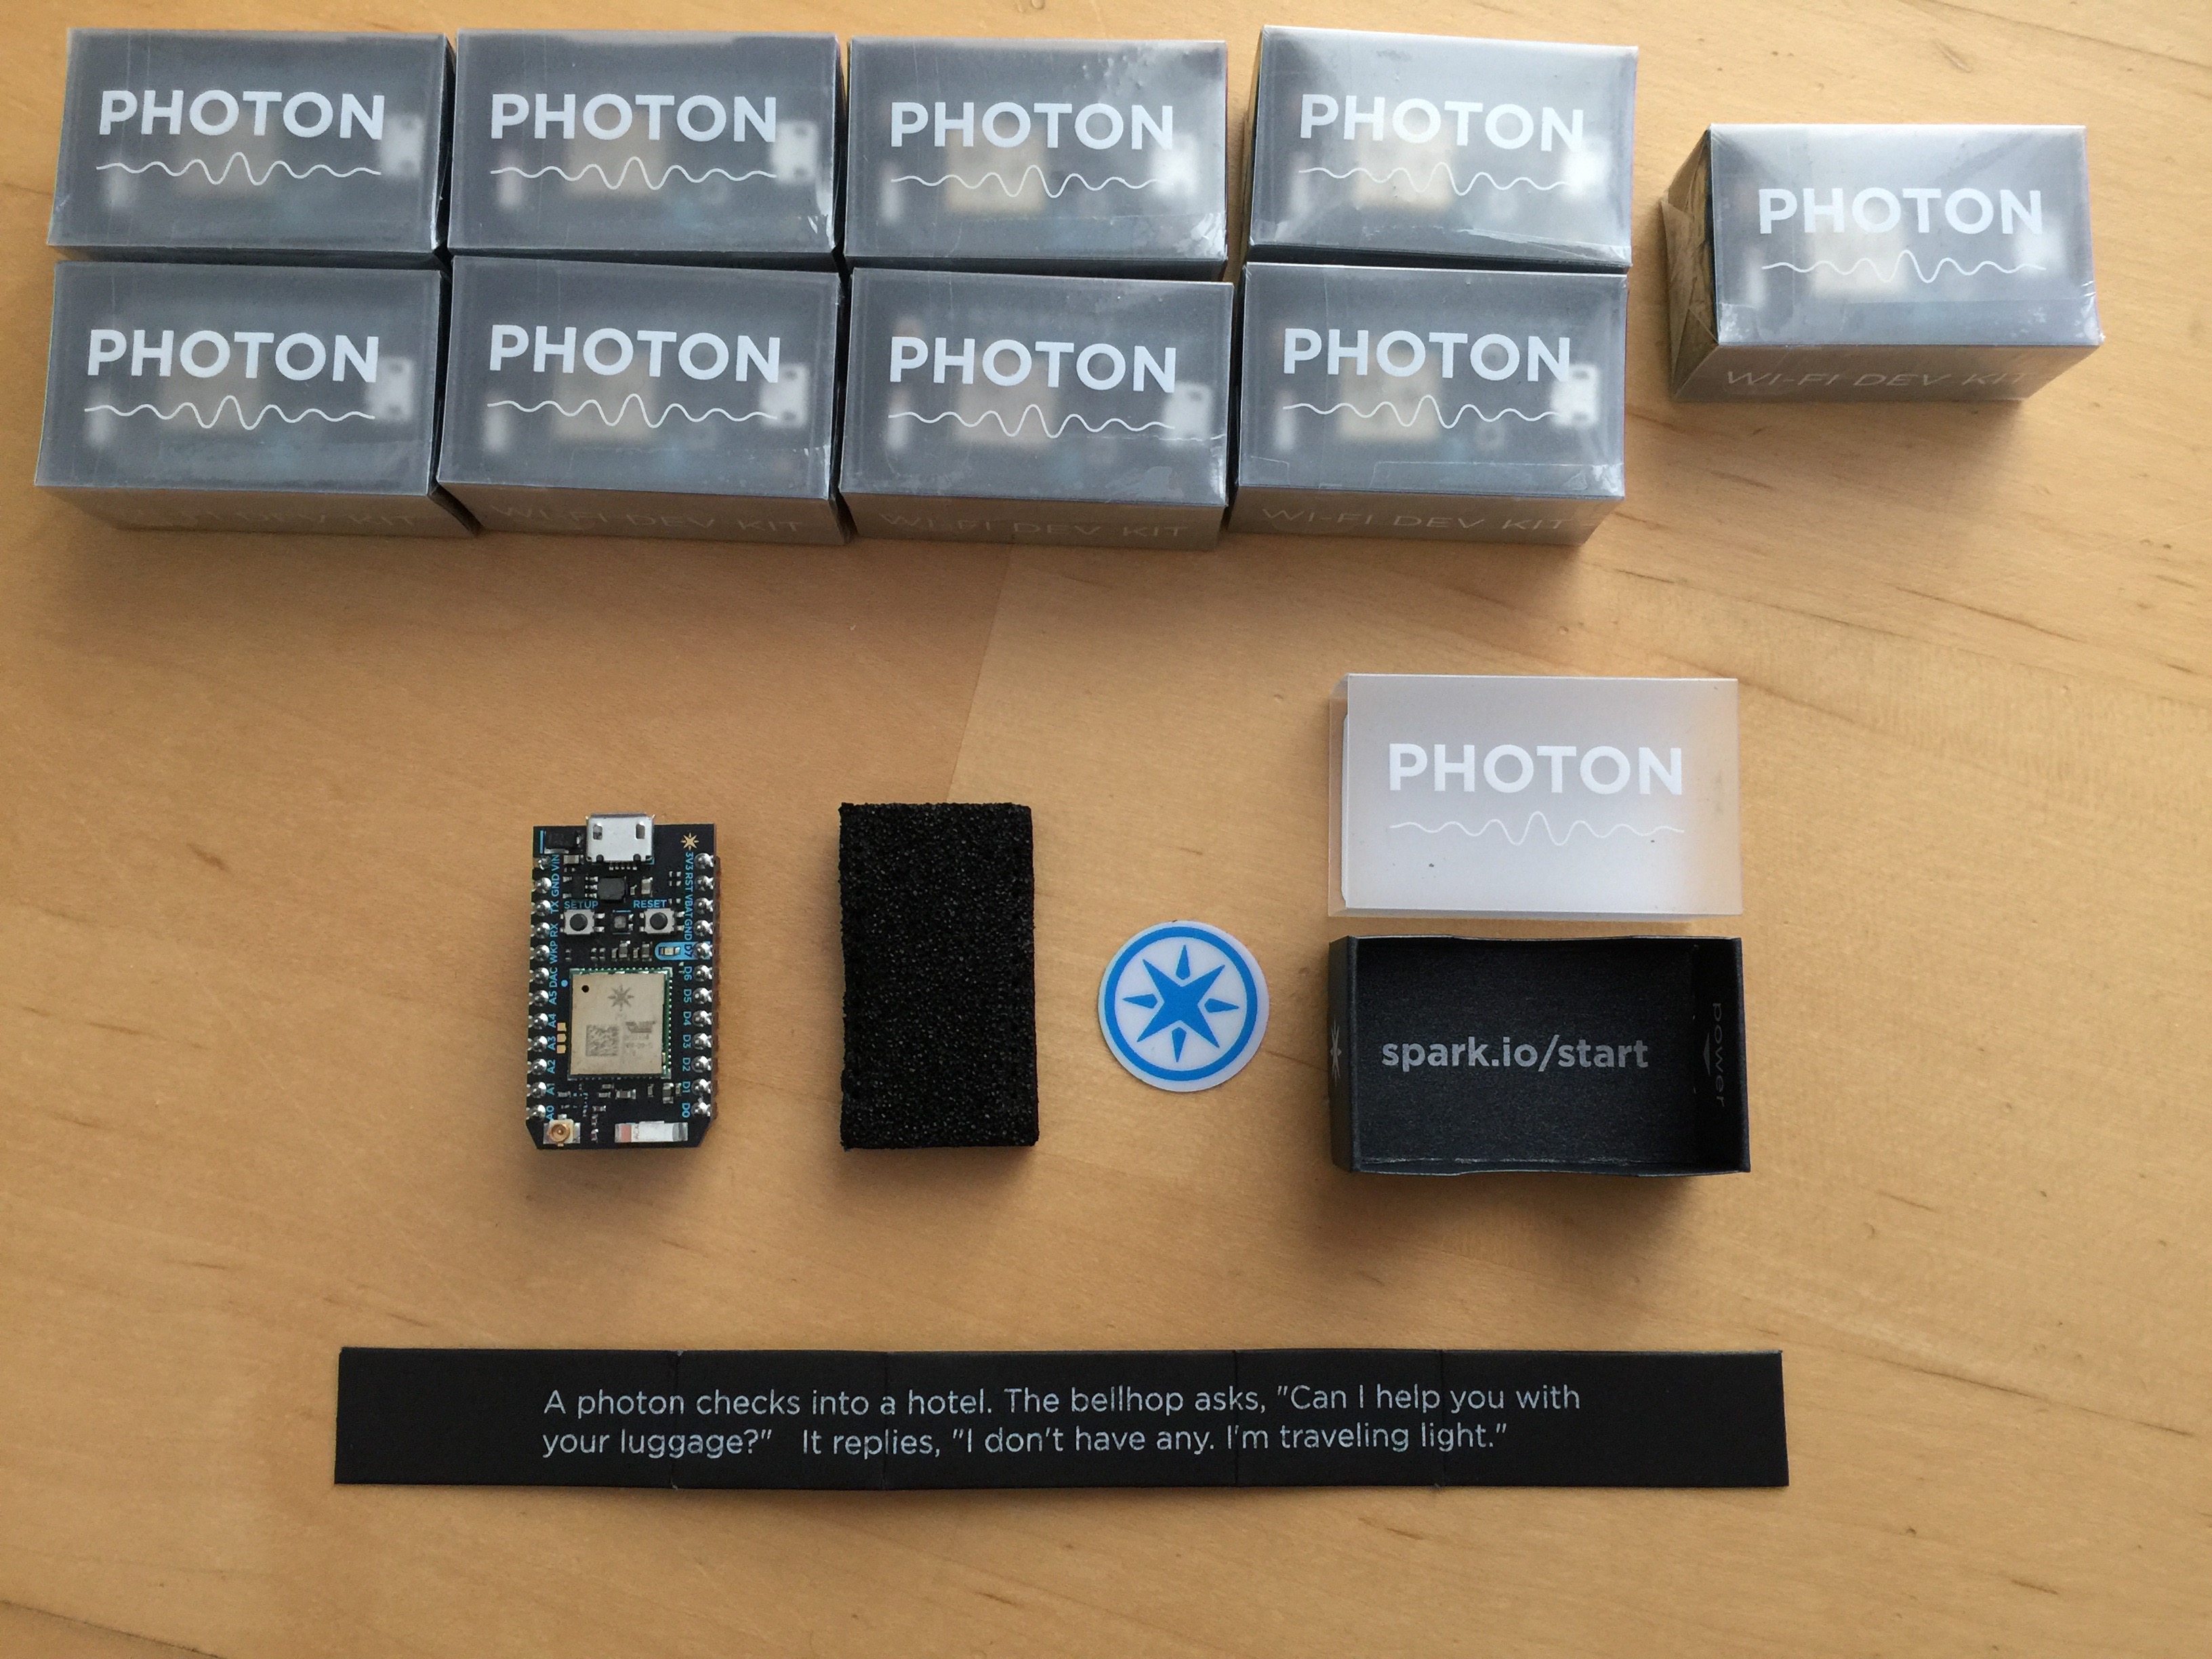 PHOTON
PHOTON
PHOTON
PHOTON
PHOTON
PHOTON
PHOTON
PHOTON
PHOTON
WI-FI DEV KIT
DEV KIT
WI-FI DEV KIT
WI-FI DEV KIT
WI-FI DEV KIT
PHOTON
SETUP
RESET
VIN
GND
TX
RX
WKP
DAC
A5
A4
A3
A2
A1
A0
3V3
RST
VBAT
GND
D7
D6
D5
D4
D3
D2
D1
D0
spark.io/start
power
A photon checks into a hotel. The bellhop asks, "Can I help you with
your luggage?" It replies, "I don't have any. I'm traveling light."